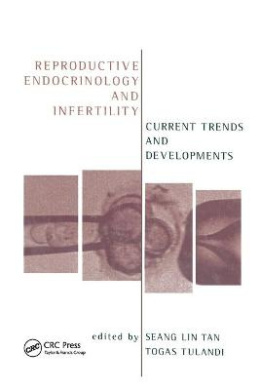 REPRODUCTIVE
ENDOCRINOLOGY
AND
INFERTILITY
CURRENT TRENDS
AND
DEVELOPMENTS
edited by SEANG LIN TAN
TOGAS TULANDI
CRC CRC Press
Taylor & Francis Group